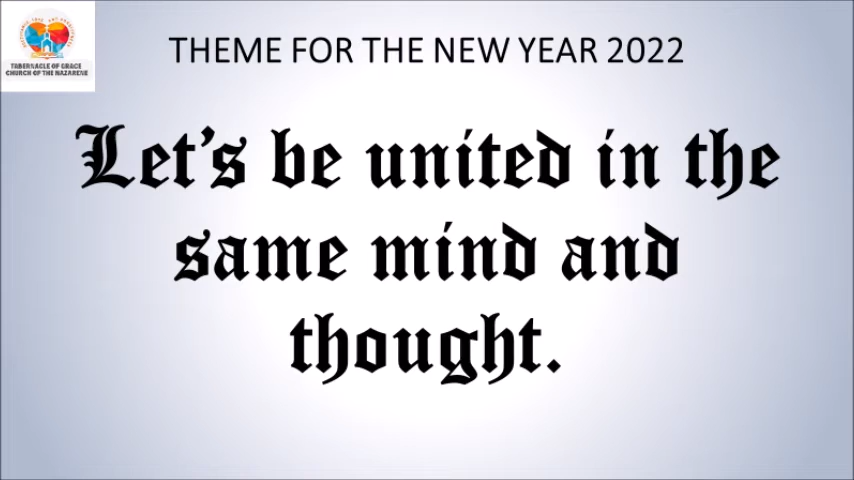 TABERNACLE OF GRACE
CHURCH OF THE NAZARENE
THEME FOR THE NEW YEAR 2022
Let's be united in the
same mind and
thought.